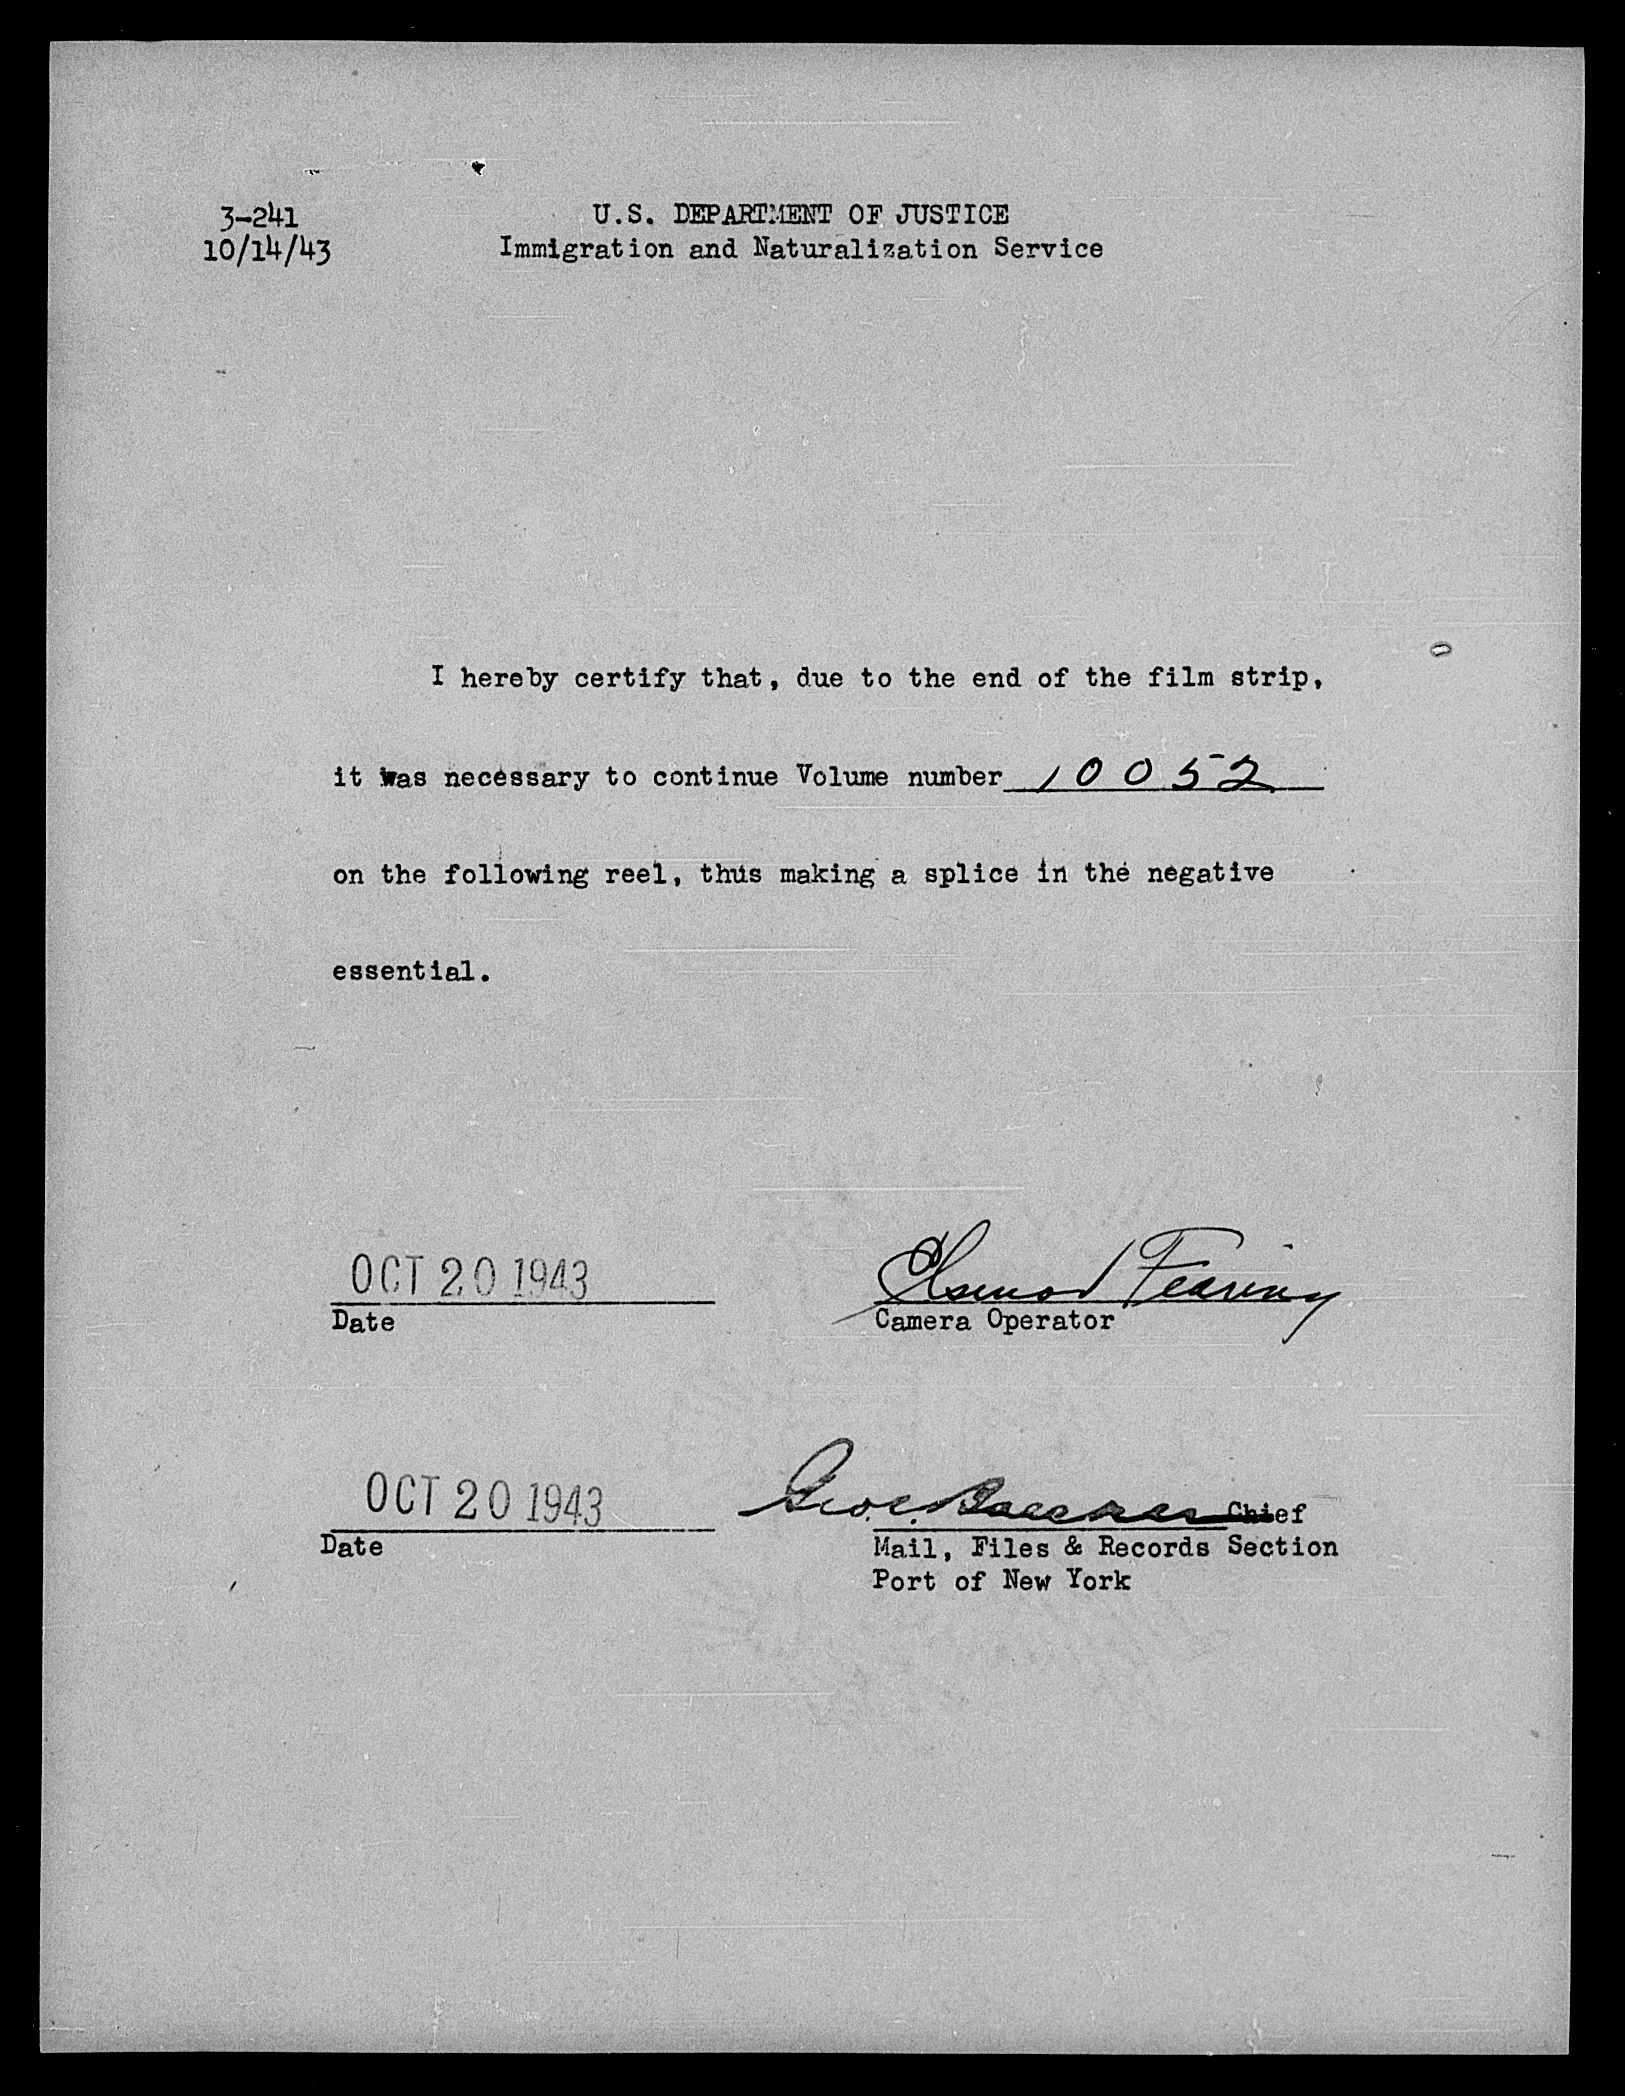 3-241
10/14/43
U.S. DEPARTMENT OF JUSTICE
Immigration and Naturalization Service
I hereby certify that, due to the end of the film strip,
it was necessary to continue Volume number 10052
on the following reel, thus making a splice in the negative
essential.
OCT 20 1943
Date
Fearing
Camera Operator
OCT 20 1943
Date
Geo. Chief
Mail, Files & Records Section
Port of New York